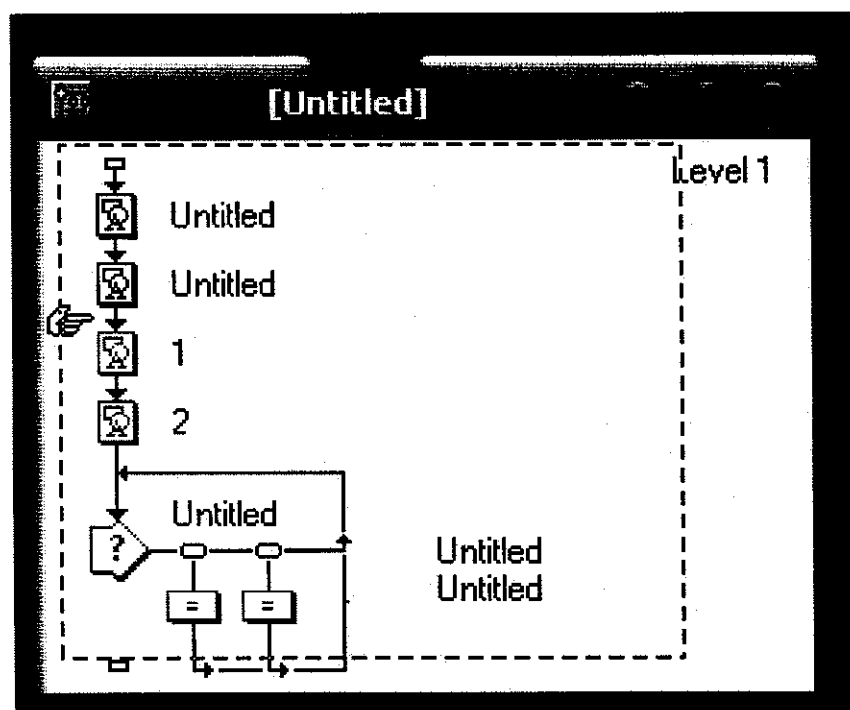 [Untitled]
Level 1
Untitled
Untitled
1
2
Untitled
?
Untitled
Untitled
= =